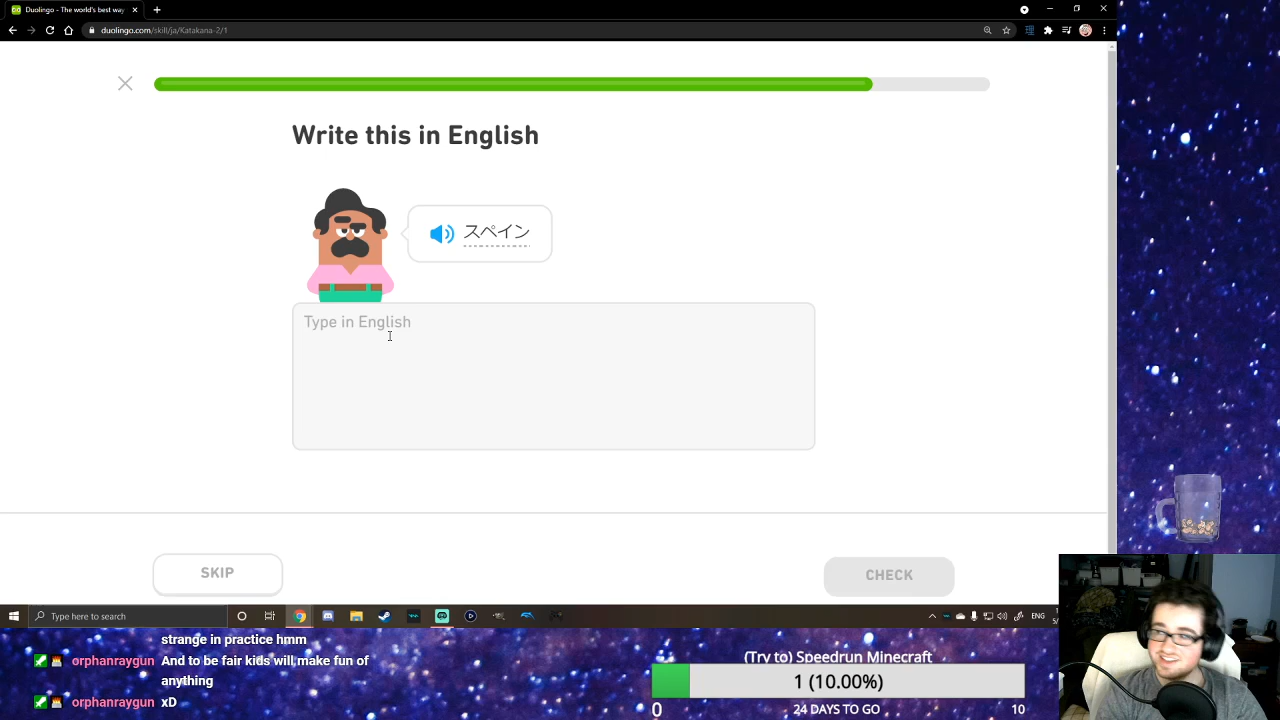 Duolingo - The world's best way
duolingo.com/skill/ja/Katakana-2/1
Write this in English
スペイン
Type in English
SKIP
CHECK
Type here to search
ENG
strange in practice hmm
orphanraygun And to be fair kids will make fun of
anything
orphanraygun xD
(Try to) Speedrun Minecraft
1 (10.00%)
0
24 DAYS TO GO
10